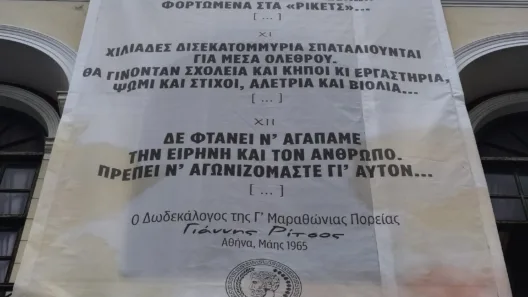 ΦΟΡΤΩΜΕΝΑ ΣΤΑ «ΡΙΚΕΤΣ»...
[...]
XI
ΧΙΛΙΑΔΕΣ ΔΙΣΕΚΑΤΟΜΜΥΡΙΑ ΣΠΑΤΑΛΙΟΥΝΤΑΙ
ΓΙΑ ΜΕΣΑ ΟΛΕΘΡΟΥ.
ΘΑ ΓΙΝΟΝΤΑΝ ΣΧΟΛΕΙΑ ΚΑΙ ΚΗΠΟΙ ΚΙ ΕΡΓΑΣΤΗΡΙΑ,
ΨΩΜΙ ΚΑΙ ΣΤΙΧΟΙ, ΑΛΕΤΡΙΑ ΚΑΙ ΒΙΟΛΙΑ...
[...]
XII
ΔΕ ΦΤΑΝΕΙ Ν' ΑΓΑΠΑΜΕ
ΤΗΝ ΕΙΡΗΝΗ ΚΑΙ ΤΟΝ ΑΝΘΡΩΠΟ.
ΠΡΕΠΕΙ Ν' ΑΓΩΝΙΖΟΜΑΣΤΕ ΓΙ' ΑΥΤΟΝ...
[...]
Ο Δωδεκάλογος της Γ' Μαραθώνιας Πορείας
Γιάννης Ρίτσος
Αθήνα, Μάης 1965